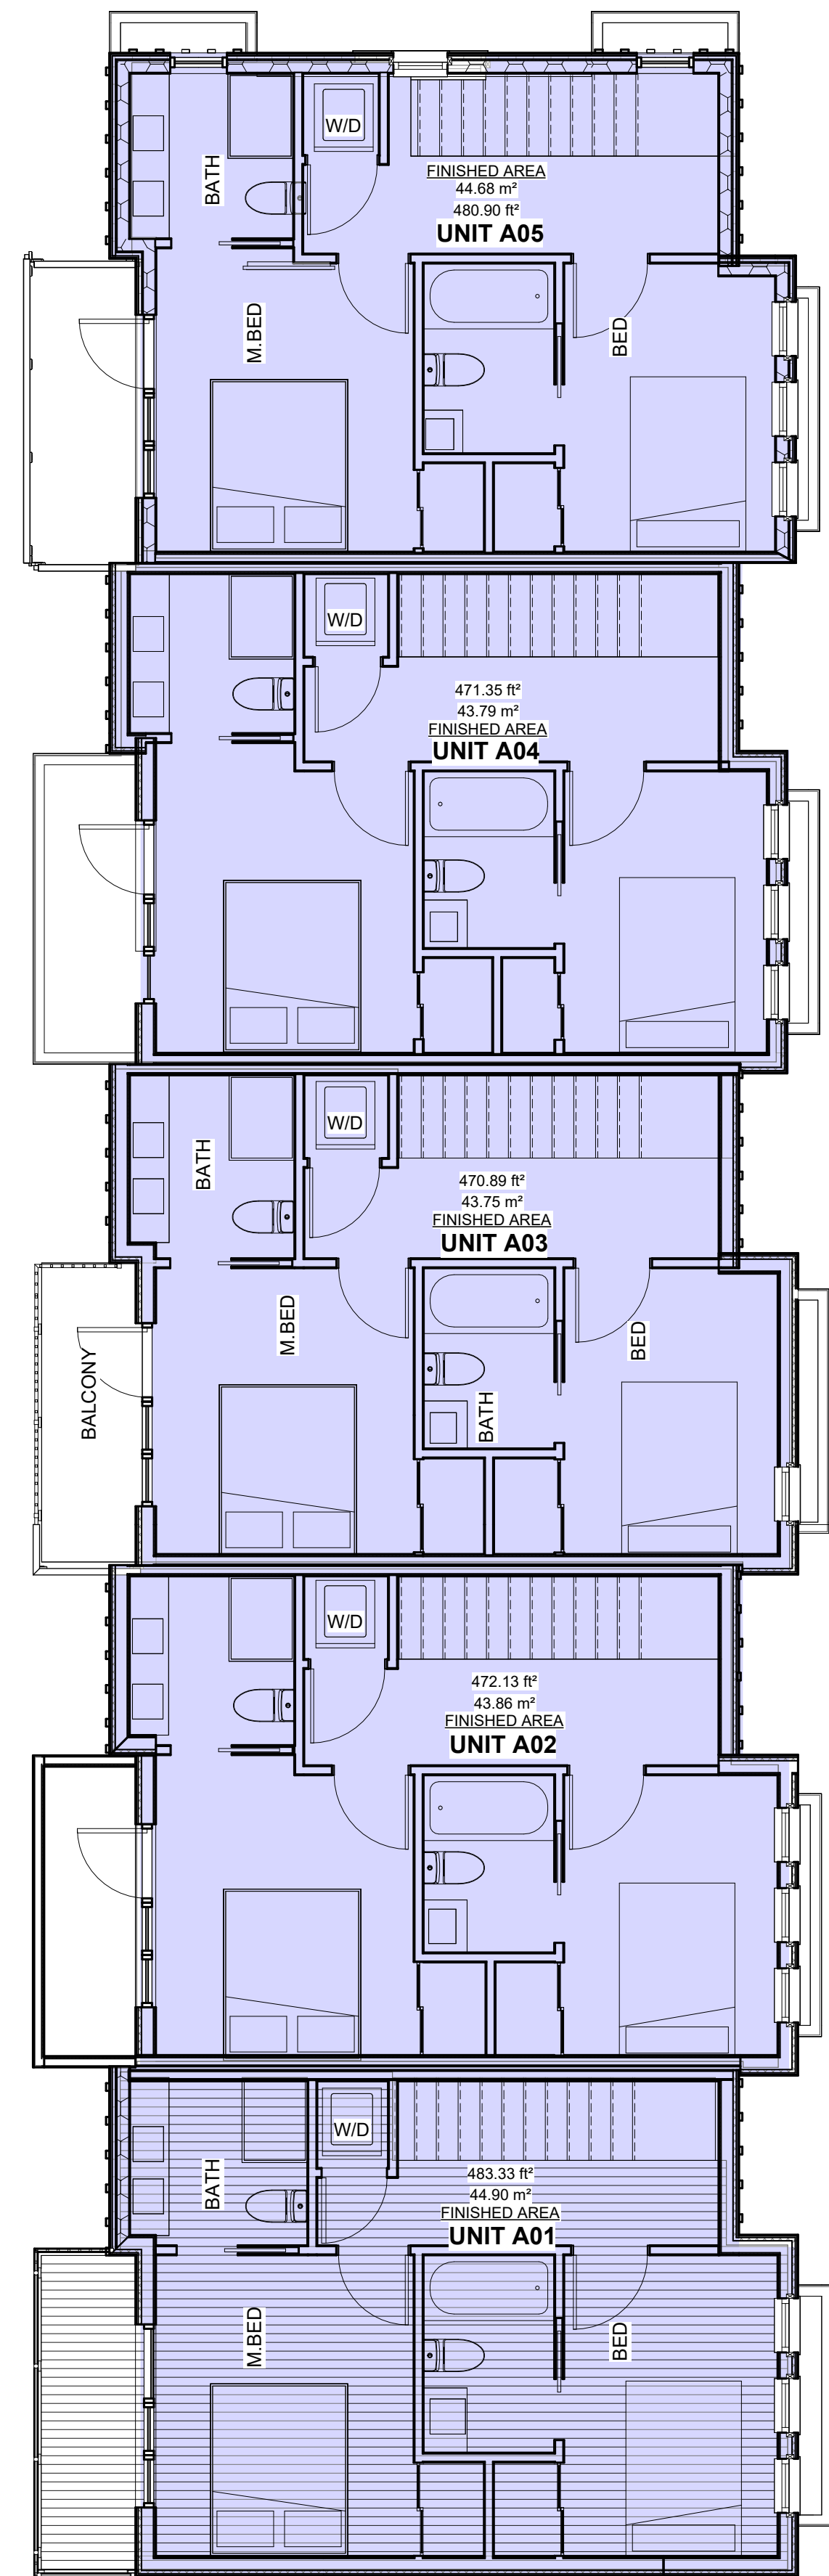 W/D
BATH
FINISHED AREA
44.68 m²
480.90 ft²
UNIT A05
M.BED
BED
W/D
471.35 ft²
43.79 m²
FINISHED AREA
UNIT A04
W/D
BATH
470.89 ft²
43.75 m²
FINISHED AREA
UNIT A03
M.BED
BED
BALCONY
BATH
W/D
472.13 ft²
43.86 m²
FINISHED AREA
UNIT A02
W/D
BATH
483.33 ft²
44.90 m²
FINISHED AREA
UNIT A01
M.BED
BED